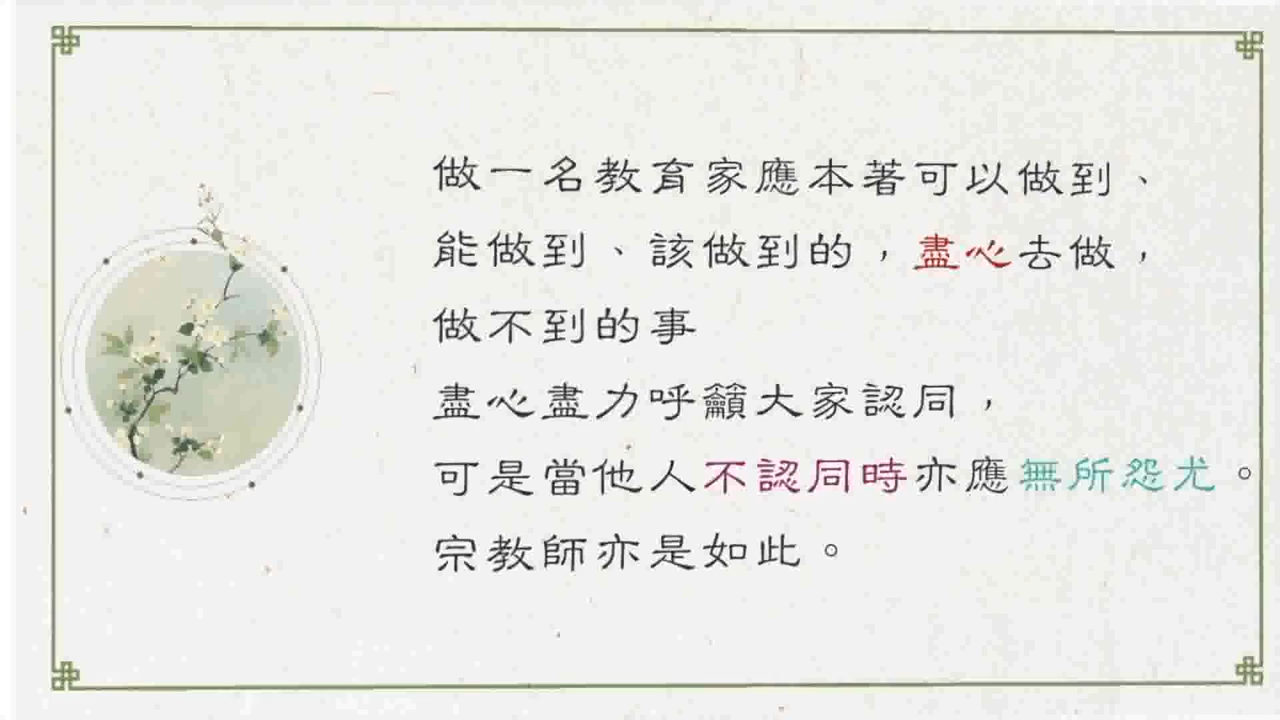 做一名教育家應本著可以做到、
能做到、該做到的，盡心去做，
做不到的事
盡心盡力呼籲大家認同，
可是當他人不認同時亦應無所怨尤。
宗教師亦是如此。